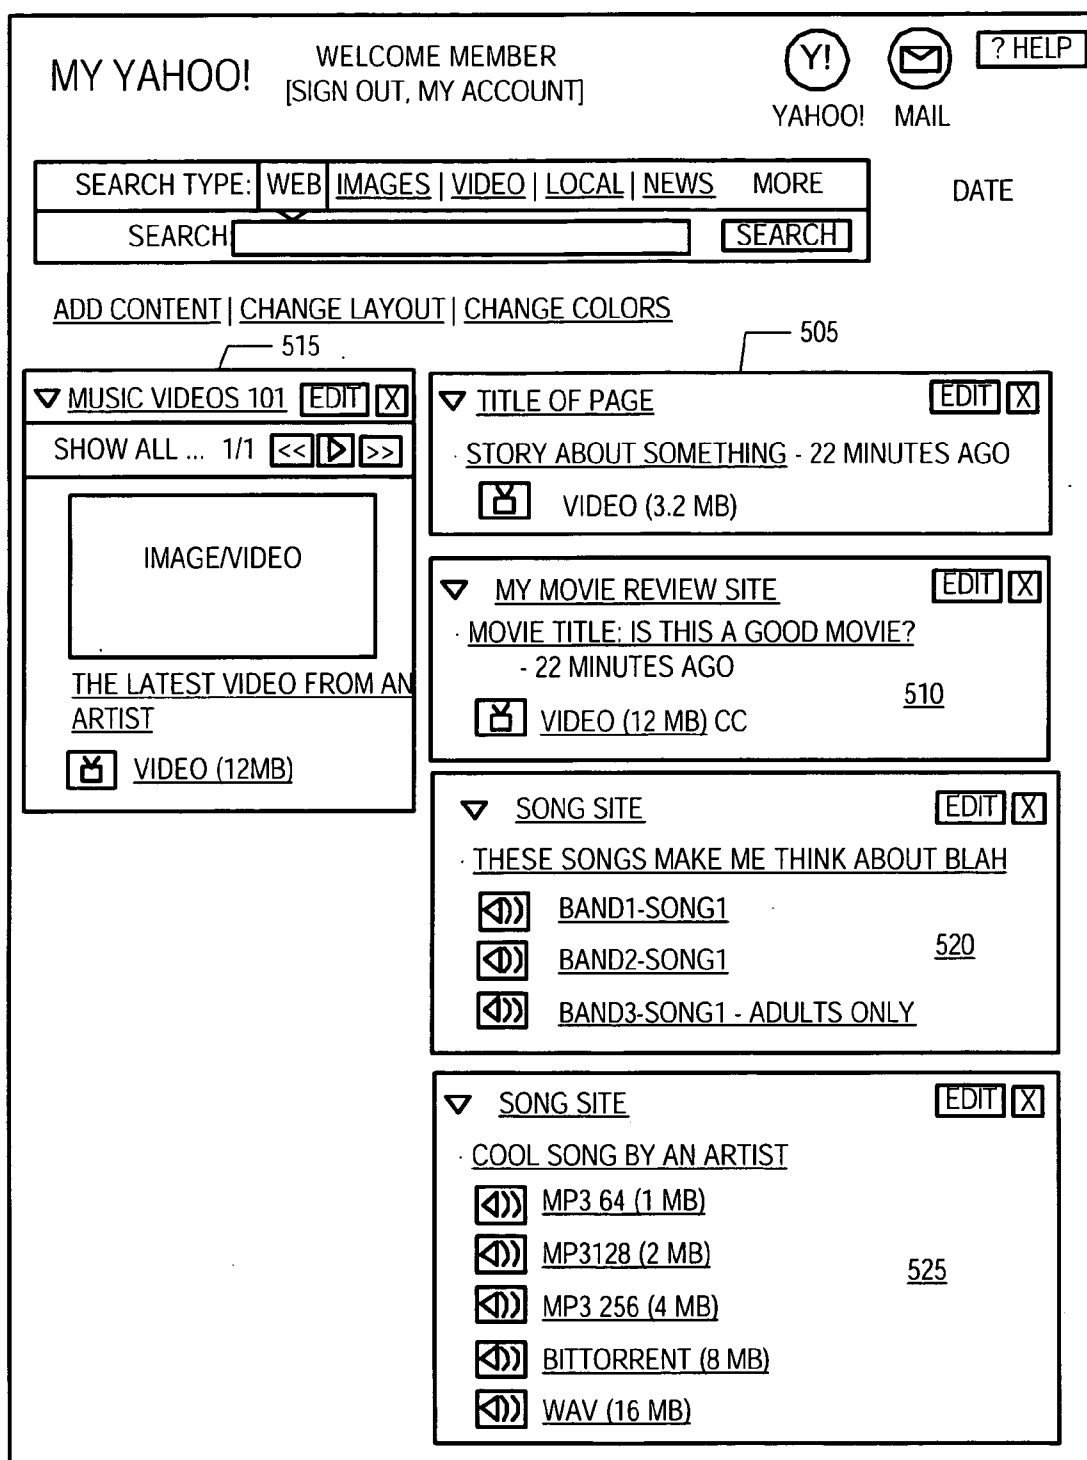 MY YAHOO!
WELCOME MEMBER
[SIGN OUT, MY ACCOUNT]
Y!
YAHOO!
MAIL
? HELP
SEARCH TYPE: WEB IMAGES | VIDEO | LOCAL | NEWS MORE
DATE
SEARCH SEARCH
ADD CONTENT | CHANGE LAYOUT | CHANGE COLORS
515
MUSIC VIDEOS 101 EDIT X
SHOW ALL ... 1/1 << >>
IMAGE/VIDEO
THE LATEST VIDEO FROM AN
ARTIST
VIDEO (12MB)
505
TITLE OF PAGE EDIT X
STORY ABOUT SOMETHING - 22 MINUTES AGO
VIDEO (3.2 MB)
MY MOVIE REVIEW SITE EDIT X
MOVIE TITLE: IS THIS A GOOD MOVIE?
- 22 MINUTES AGO
510
VIDEO (12 MB) CC
SONG SITE EDIT X
THESE SONGS MAKE ME THINK ABOUT BLAH
BAND1-SONG1
520
BAND2-SONG1
BAND3-SONG1 - ADULTS ONLY
SONG SITE EDIT X
COOL SONG BY AN ARTIST
MP3 64 (1 MB)
MP3128 (2 MB)
525
MP3 256 (4 MB)
BITTORRENT (8 MB)
WAV (16 MB)